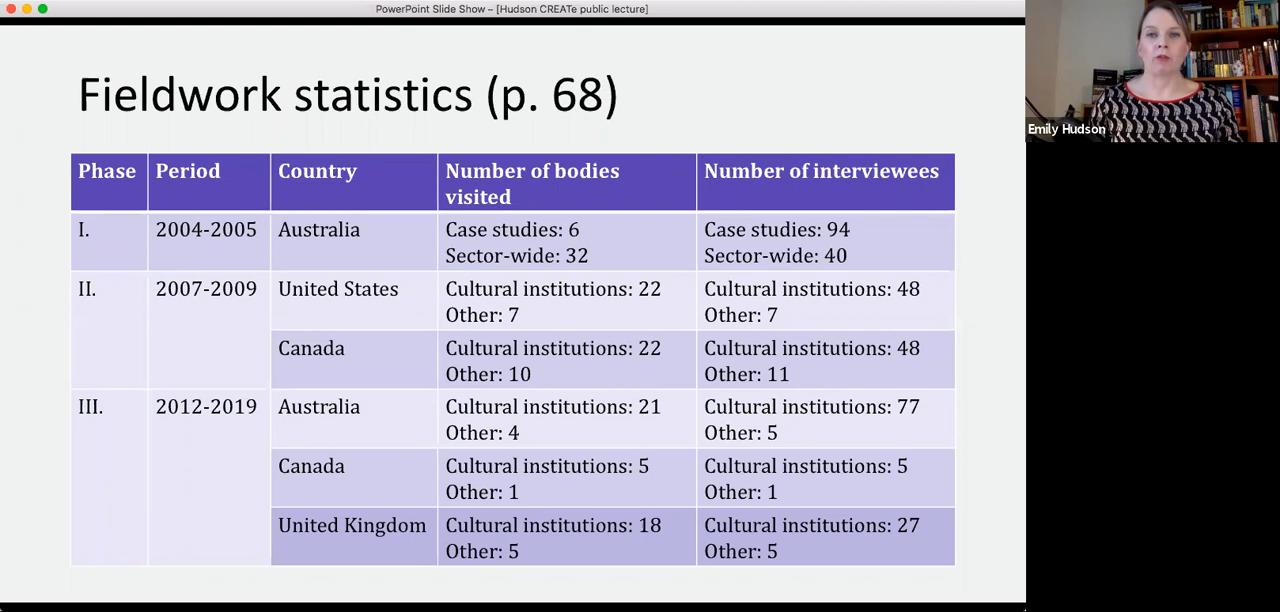 PowerPoint Slide Show – [Hudson CREATe public lecture]
Fieldwork statistics (p. 68)
Phase Period Country Number of bodies visited Number of interviewees
I. 2004-2005 Australia Case studies: 6 Case studies: 94
Sector-wide: 32 Sector-wide: 40
II. 2007-2009 United States Cultural institutions: 22 Cultural institutions: 48
Other: 7 Other: 7
Canada Cultural institutions: 22 Cultural institutions: 48
Other: 10 Other: 11
III. 2012-2019 Australia Cultural institutions: 21 Cultural institutions: 77
Other: 4 Other: 5
Canada Cultural institutions: 5 Cultural institutions: 5
Other: 1 Other: 1
United Kingdom Cultural institutions: 18 Cultural institutions: 27
Other: 5 Other: 5
Emily Hudson